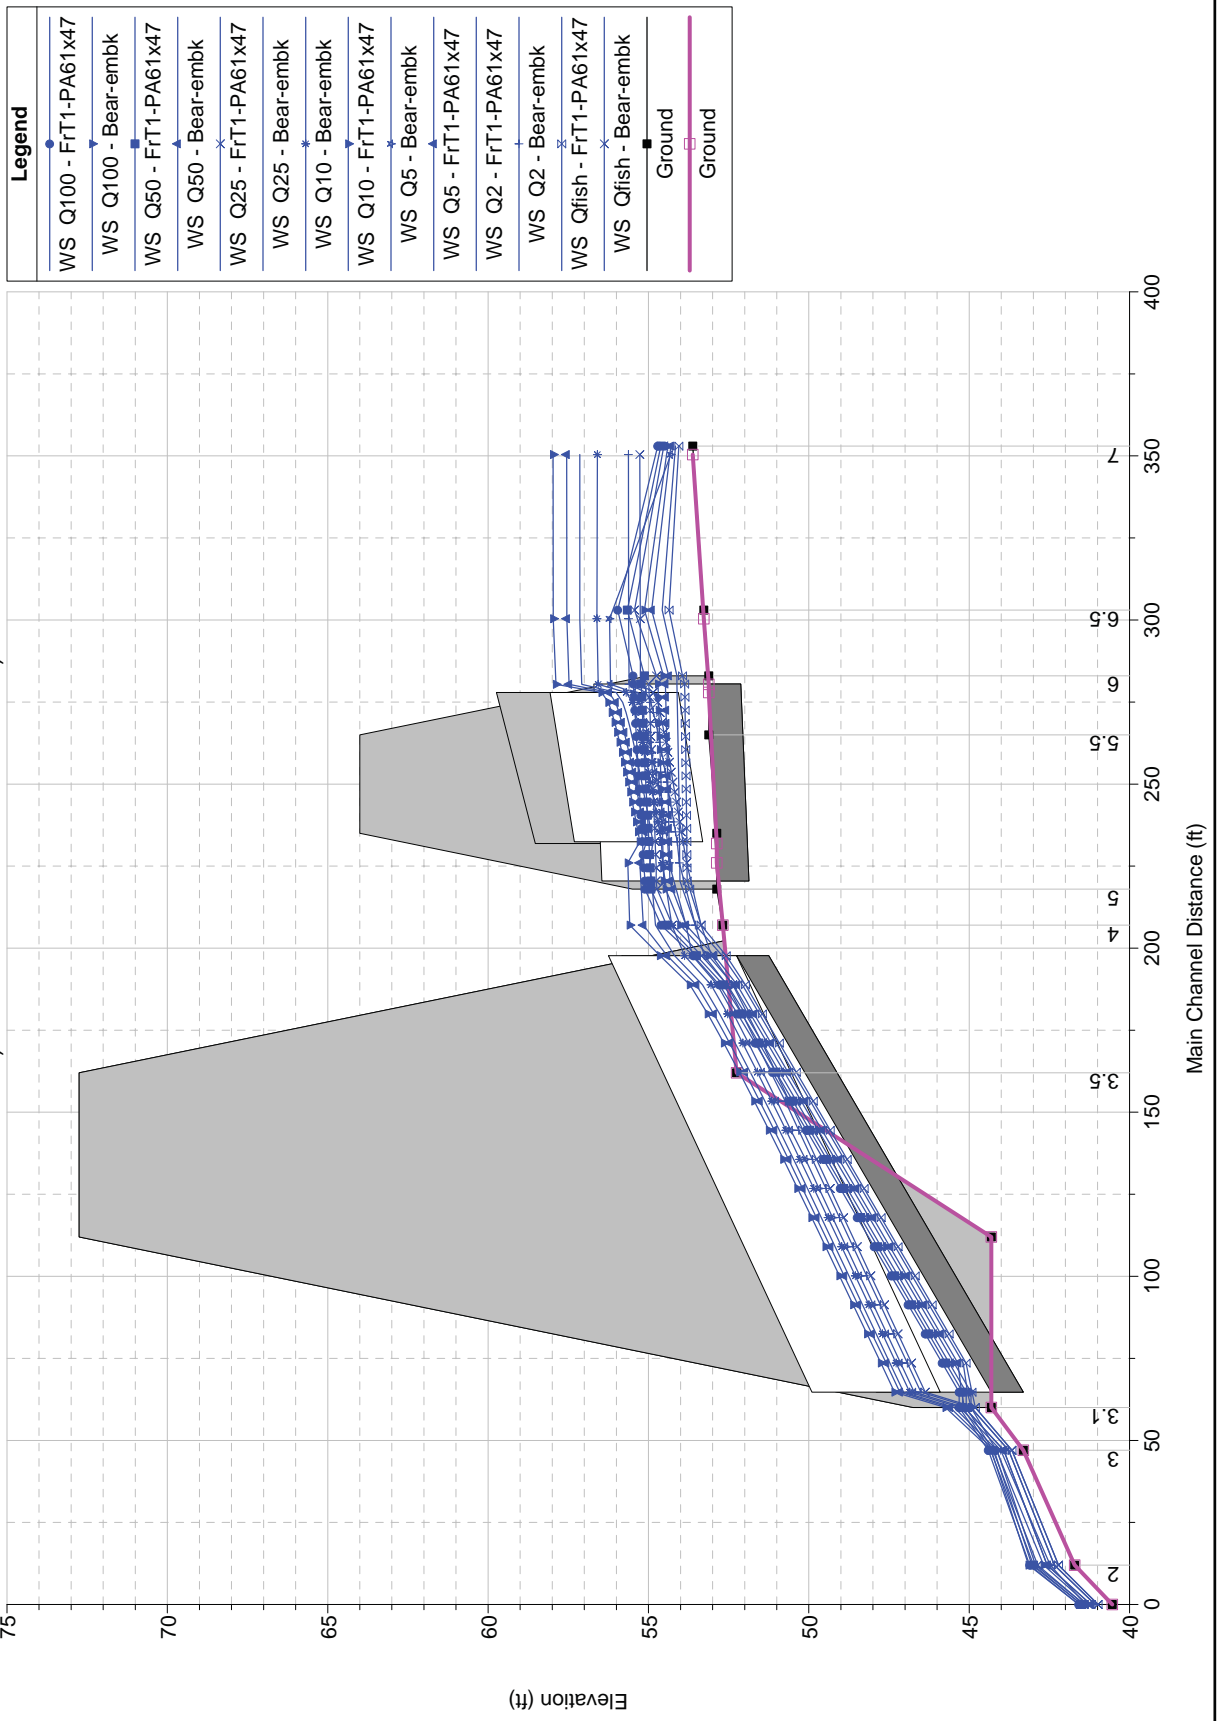 Legend
WS Q100 - FrT1-PA61x47
WS Q100 - Bear-embk
WS Q50 - FrT1-PA61x47
WS Q50 - Bear-embk
WS Q25 - FrT1-PA61x47
WS Q25 - Bear-embk
WS Q10 - Bear-embk
WS Q10 - FrT1-PA61x47
WS Q5 - Bear-embk
WS Q5 - FrT1-PA61x47
WS Q2 - FrT1-PA61x47
WS Q2 - Bear-embk
WS Qfish - FrT1-PA61x47
WS Qfish - Bear-embk
Ground
Ground
75
70
65
60
55
50
45
40
Elevation (ft)
0
50
100
150
200
250
300
350
400
Main Channel Distance (ft)
2
3
3.1
3.5
4
5
5.5
6
6.5
7